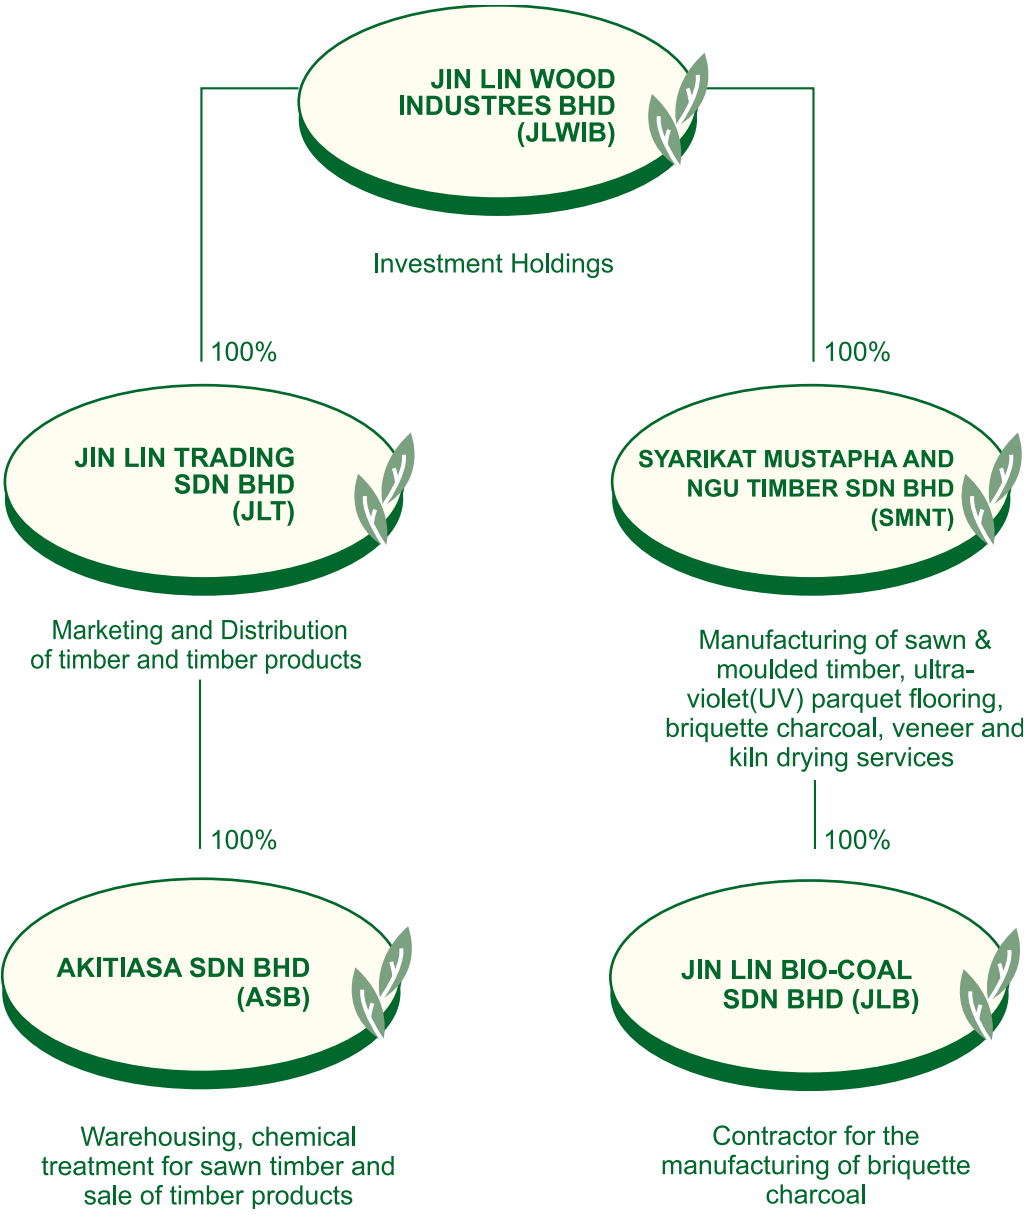 JIN LIN WOOD
INDUSTRES BHD
(JLWIB)
Investment Holdings
100%
100%
JIN LIN TRADING
SDN BHD
(JLT)
SYARIKAT MUSTAPHA AND
NGU TIMBER SDN BHD
(SMNT)
Marketing and Distribution
of timber and timber products
Manufacturing of sawn &
moulded timber, ultra-
violet(UV) parquet flooring,
briquette charcoal, veneer and
kiln drying services
100%
100%
AKITIASA SDN BHD
(ASB)
JIN LIN BIO-COAL
SDN BHD (JLB)
Warehousing, chemical
treatment for sawn timber and
sale of timber products
Contractor for the
manufacturing of briquette
charcoal